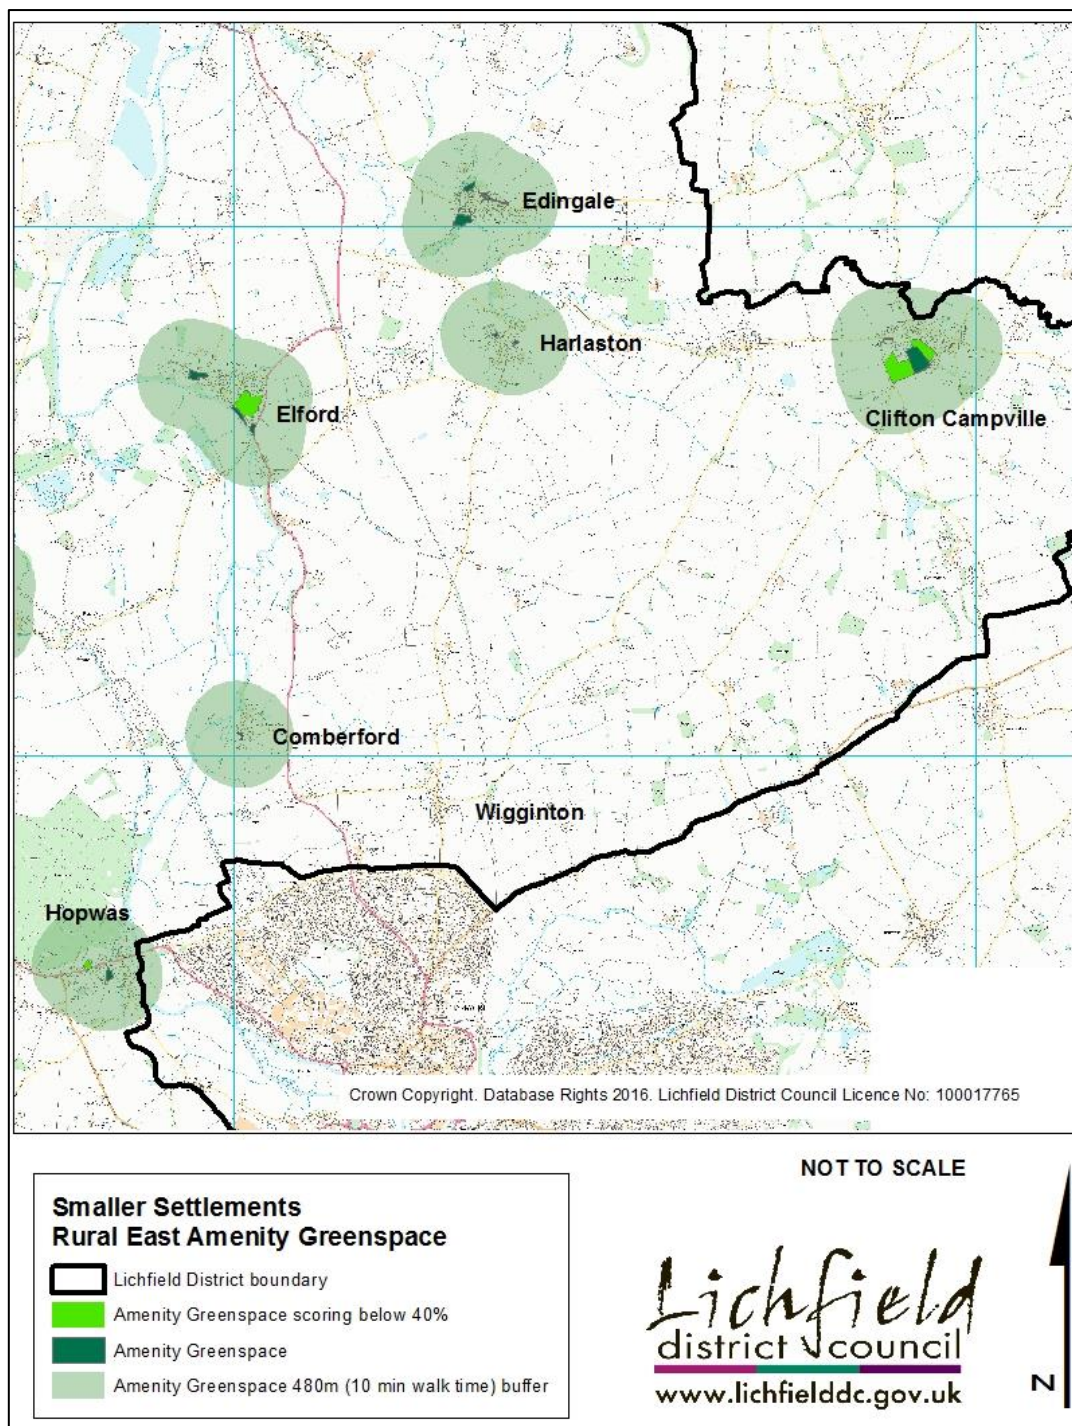 Edingale
Harlaston
Elford
Clifton Campville
Comberford
Wigginton
Hopwas
Crown Copyright. Database Rights 2016. Lichfield District Council Licence No: 100017765
NOT TO SCALE
Smaller Settlements
Rural East Amenity Greenspace
Lichfield District boundary
Amenity Greenspace scoring below 40%
Amenity Greenspace
Amenity Greenspace 480m (10 min walk time) buffer
Lichfield
district council
www.lichfielddc.gov.uk
N